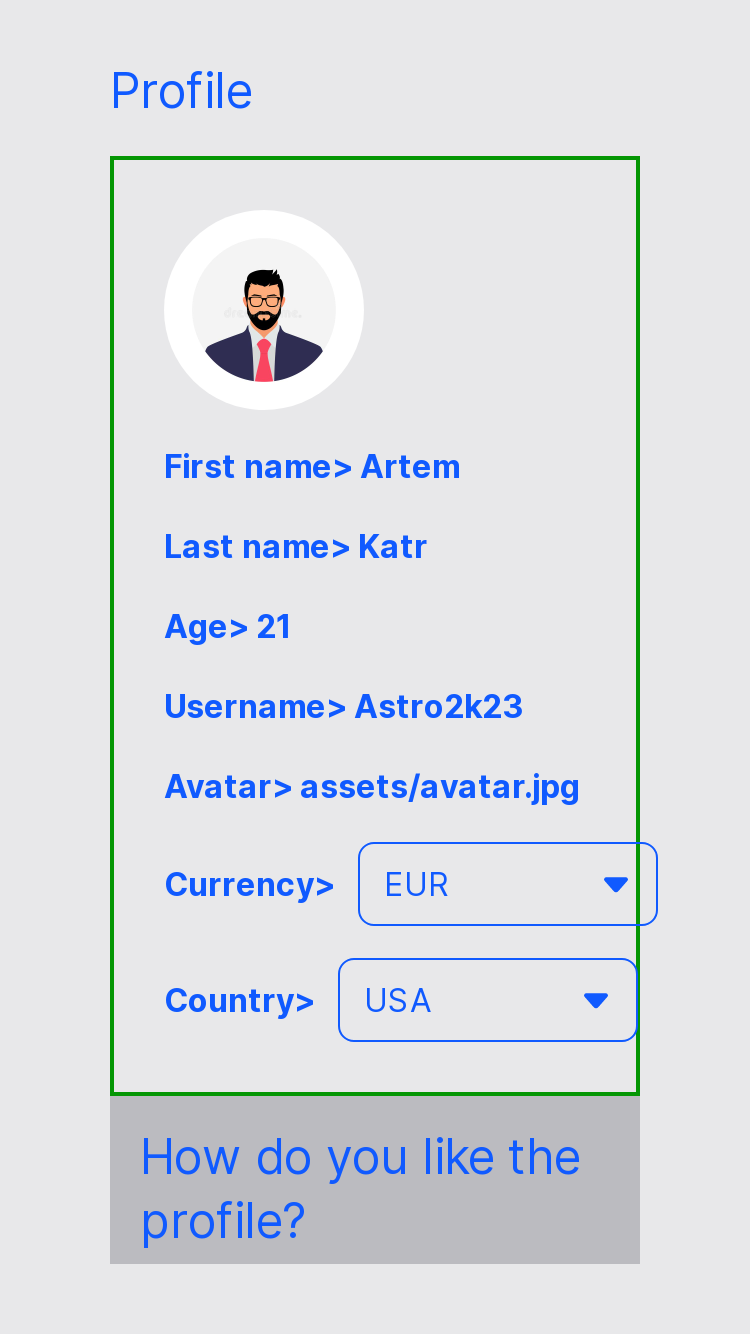 Profile
First name> Artem
Last name> Katr
Age> 21
Username> Astro2k23
Avatar> assets/avatar.jpg
Currency> EUR
Country> USA
How do you like the
profile?